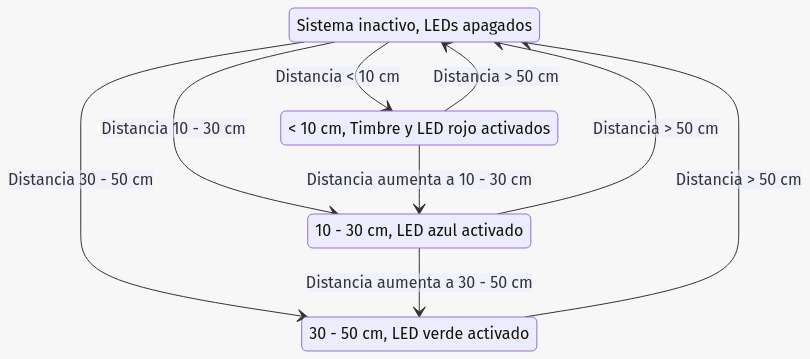 Sistema inactivo, LEDs apagados
Distancia < 10 cm
Distancia > 50 cm
< 10 cm, Timbre y LED rojo activados
Distancia 10 - 30 cm
Distancia > 50 cm
Distancia 30 - 50 cm
Distancia aumenta a 10 - 30 cm
Distancia > 50 cm
10 - 30 cm, LED azul activado
Distancia aumenta a 30 - 50 cm
30 - 50 cm, LED verde activado